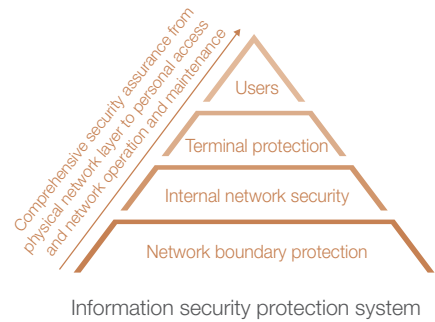 Comprehensive security assurance from
physical network layer to personal access
and network operation and maintenance
Users
Terminal protection
Internal network security
Network boundary protection
Information security protection system